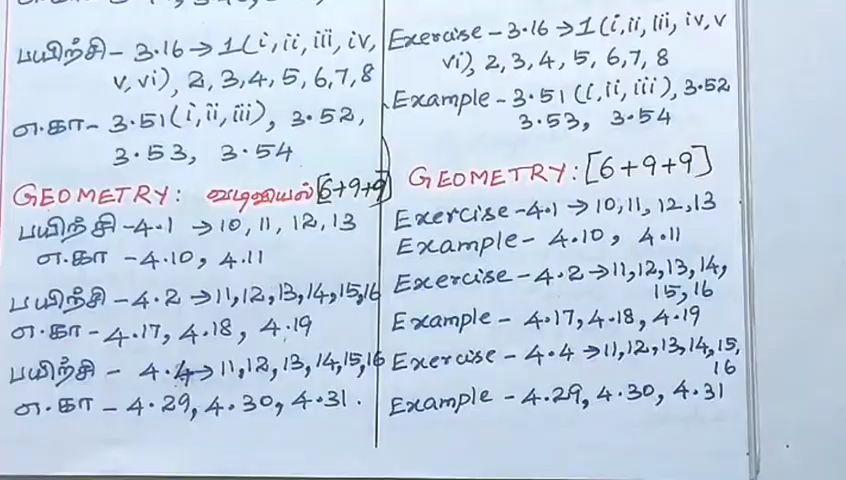 பயிற்சி - 3.16 → 1(i, ii, iii, iv,
v, vi), 2, 3, 4, 5, 6, 7, 8
எ.கா - 3.51(i, ii, iii), 3.52,
3.53, 3.54
GEOMETRY: வடிவியல் [6+9+9]
பயிற்சி - 4.1 → 10, 11, 12, 13
எ.கா - 4.10, 4.11
பயிற்சி - 4.2 → 11, 12, 13, 14, 15, 16
எ.கா - 4.17, 4.18, 4.19
பயிற்சி - 4.4 → 11, 12, 13, 14, 15, 16
எ.கா - 4.29, 4.30, 4.31.
Exercise - 3.16 → 1(i, ii, iii, iv, v
vi), 2, 3, 4, 5, 6, 7, 8
Example - 3.51 (i, ii, iii), 3.52
3.53, 3.54
GEOMETRY: [6+9+9]
Exercise - 4.1 → 10, 11, 12, 13
Example - 4.10, 4.11
Exercise - 4.2 → 11, 12, 13, 14,
15, 16
Example - 4.17, 4.18, 4.19
Exercise - 4.4 → 11, 12, 13, 14, 15,
16
Example - 4.29, 4.30, 4.31